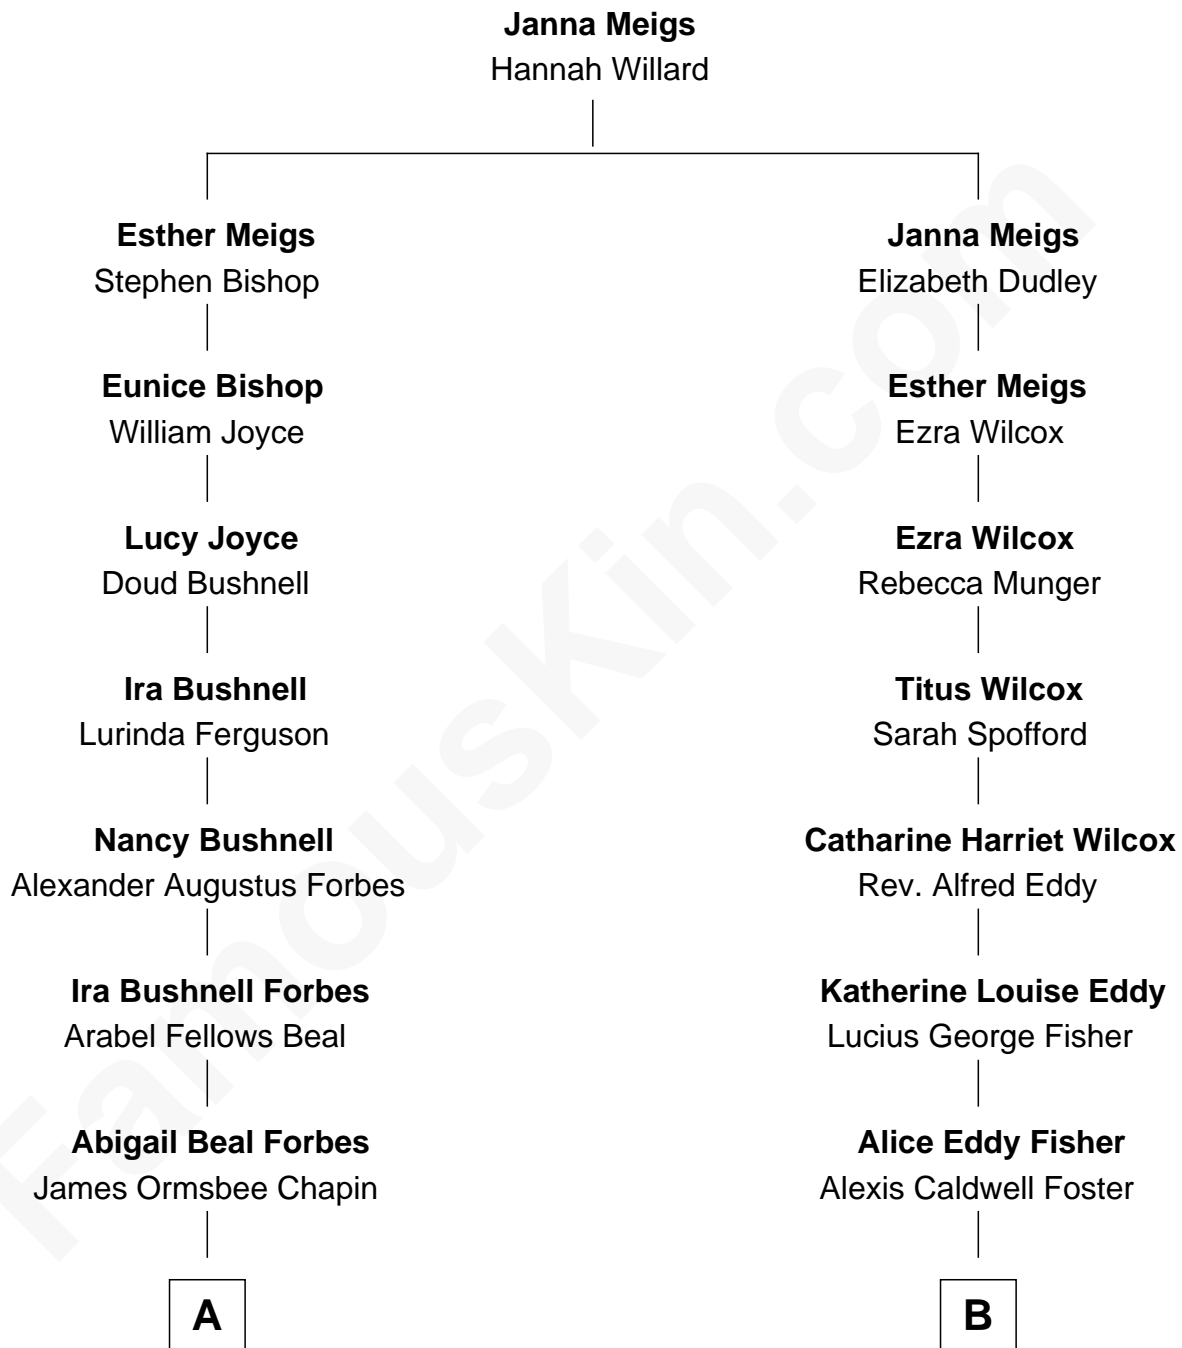 Janna Meigs
Hannah Willard
Esther Meigs
Stephen Bishop
Eunice Bishop
William Joyce
Lucy Joyce
Doud Bushnell
Ira Bushnell
Lurinda Ferguson
Nancy Bushnell
Alexander Augustus Forbes
Ira Bushnell Forbes
Arabel Fellows Beal
Abigail Beal Forbes
James Ormsbee Chapin
A
Janna Meigs
Elizabeth Dudley
Esther Meigs
Ezra Wilcox
Ezra Wilcox
Rebecca Munger
Titus Wilcox
Sarah Spofford
Catharine Harriet Wilcox
Rev. Alfred Eddy
Katherine Louise Eddy
Lucius George Fisher
Alice Eddy Fisher
Alexis Caldwell Foster
B
FamousKin.com